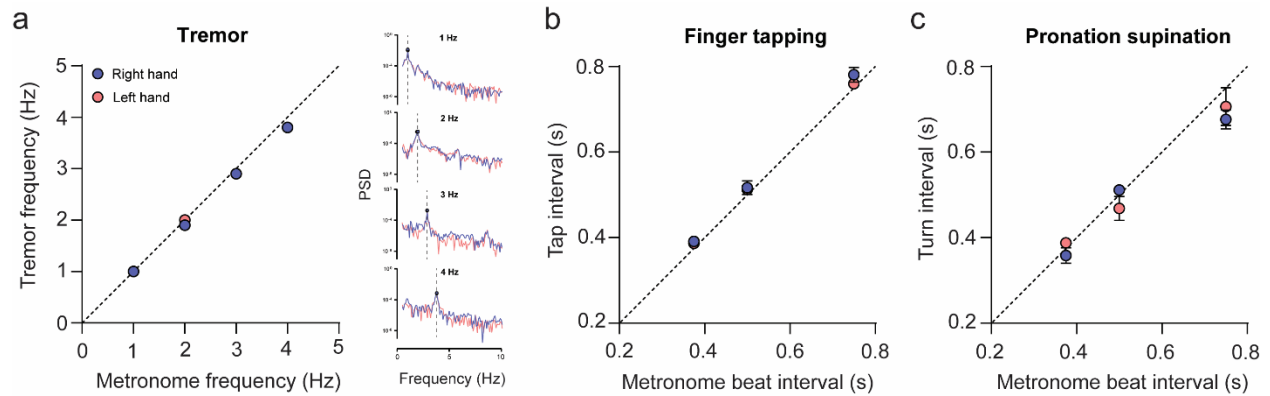 a
Tremor
Right hand
Left hand
5
4
3
2
1
0
Tremor frequency (Hz)
0 1 2 3 4 5
Metronome frequency (Hz)
1 Hz
2 Hz
3 Hz
4 Hz
PSD
0 5 10
Frequency (Hz)
b
Finger tapping
0.8
0.6
0.4
0.2
Tap interval (s)
0.2 0.4 0.6 0.8
Metronome beat interval (s)
c
Pronation supination
0.8
0.6
0.4
0.2
Turn interval (s)
0.2 0.4 0.6 0.8
Metronome beat interval (s)